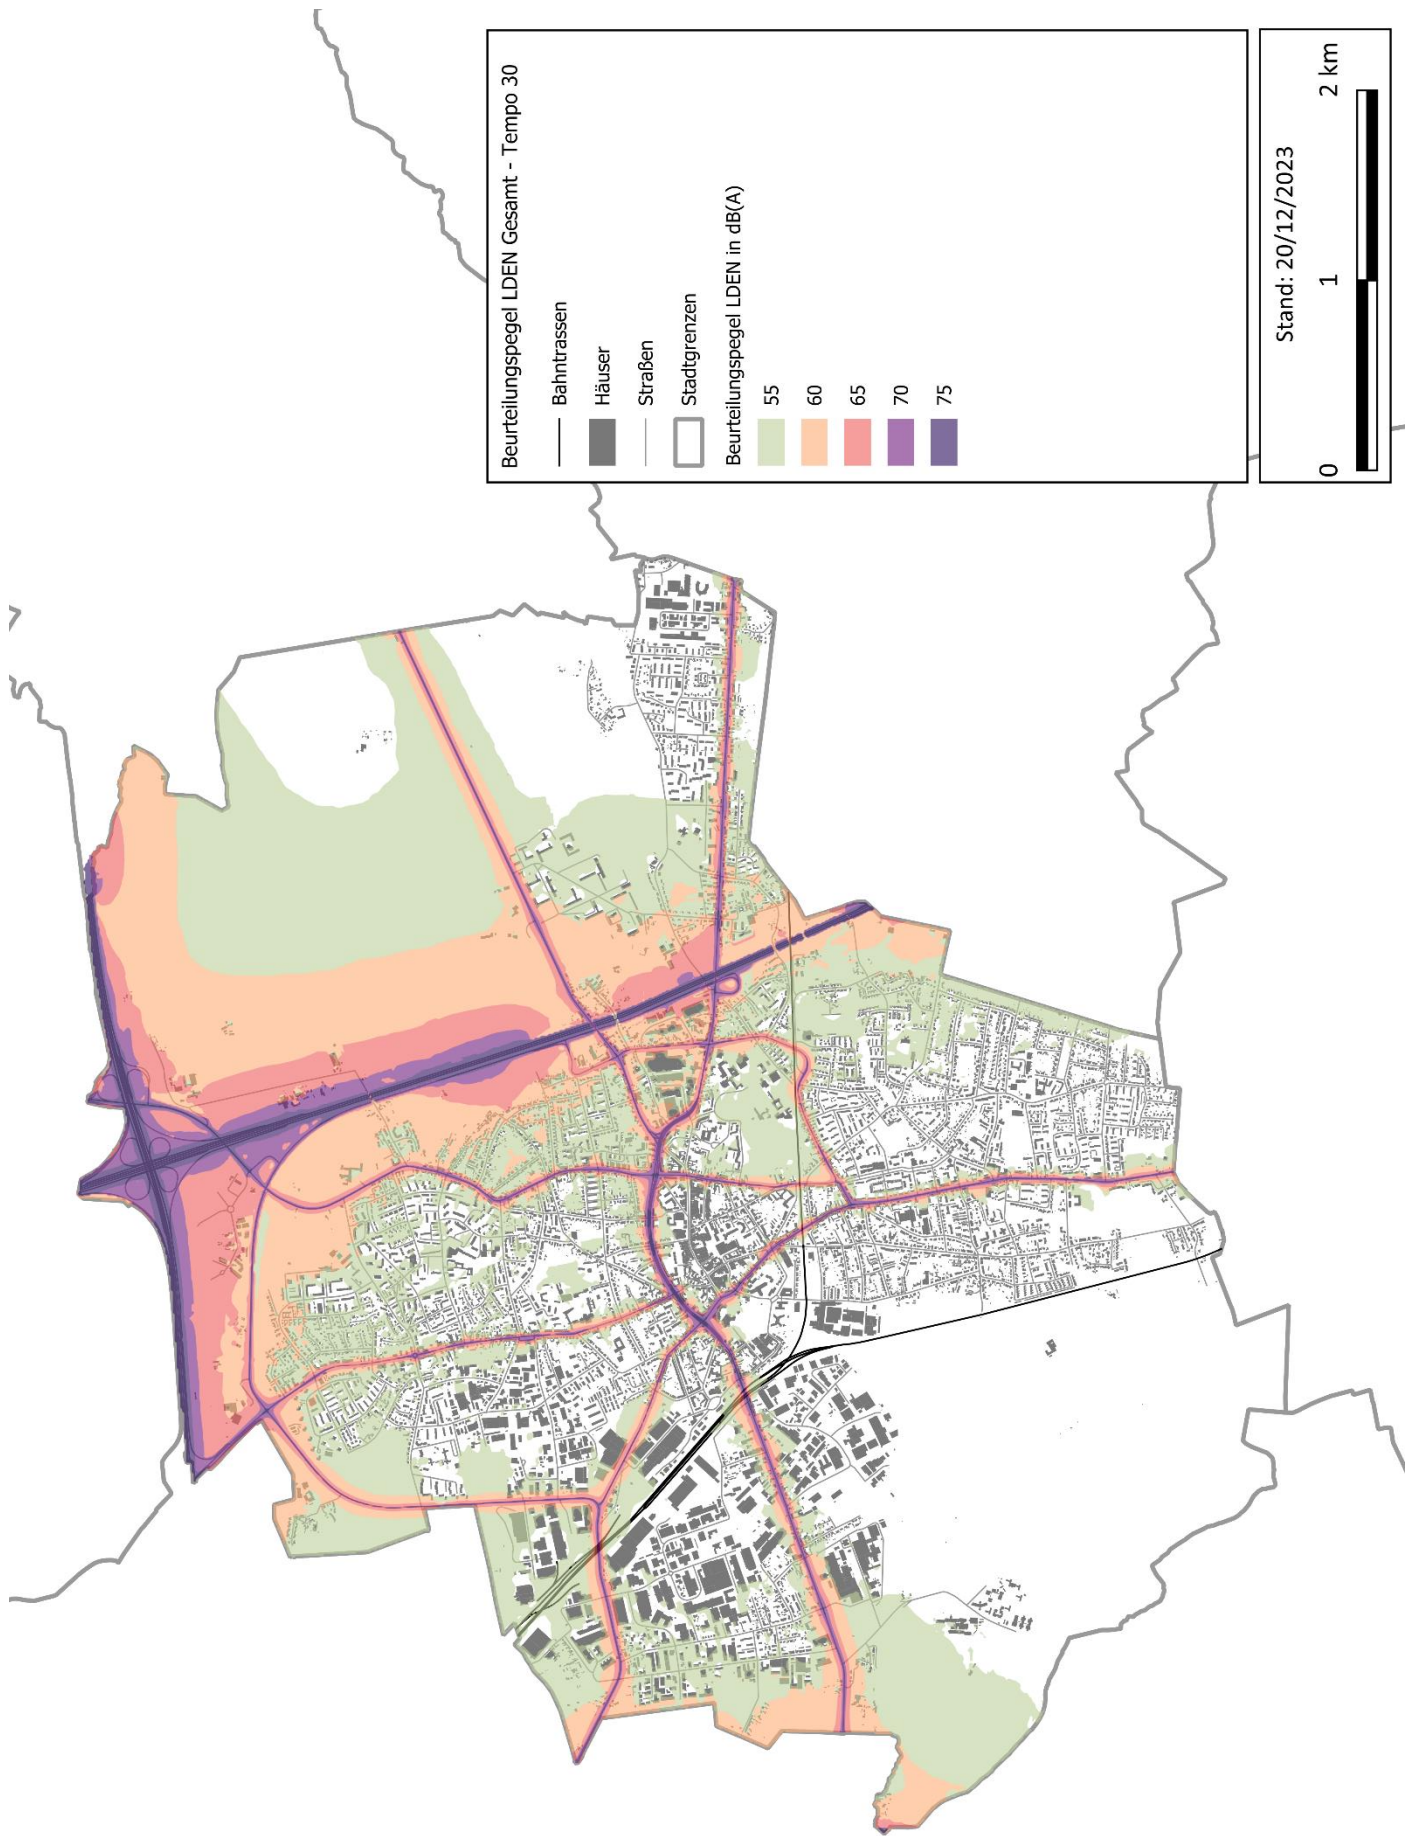 Beurteilungspegel LDEN Gesamt - Tempo 30
Bahntrassen
Häuser
Straßen
Stadtgrenzen
Beurteilungspegel LDEN in dB(A)
55
60
65
70
75
Stand: 20/12/2023
0 1 2 km